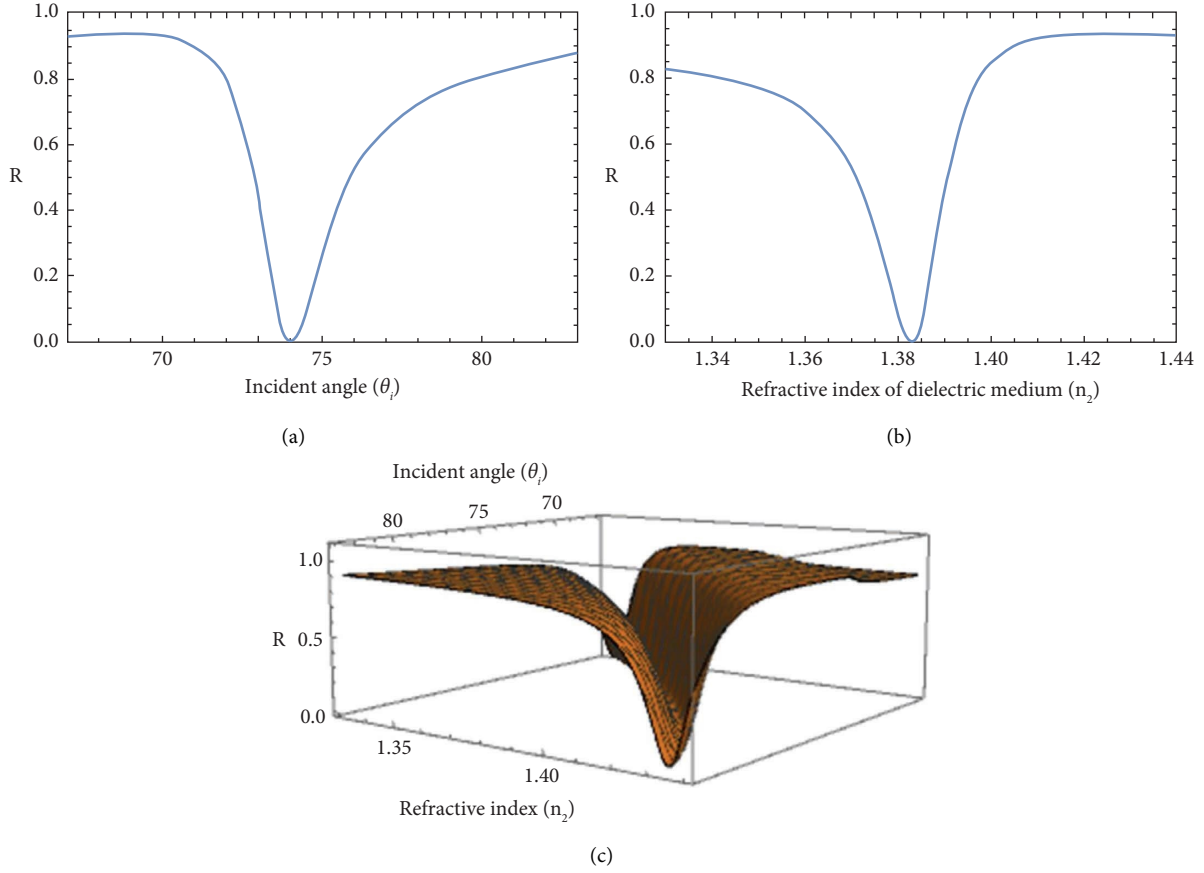 1.0
0.8
0.6
R
0.4
0.2
0.0
70
75
80
Incident angle (θi)
(a)
1.0
0.8
0.6
R
0.4
0.2
0.0
1.34
1.36
1.38
1.40
1.42
1.44
Refractive index of dielectric medium (n2)
(b)
Incident angle (θi)
70
75
80
1.0
R 0.5
0.0
1.35
1.40
Refractive index (n2)
(c)